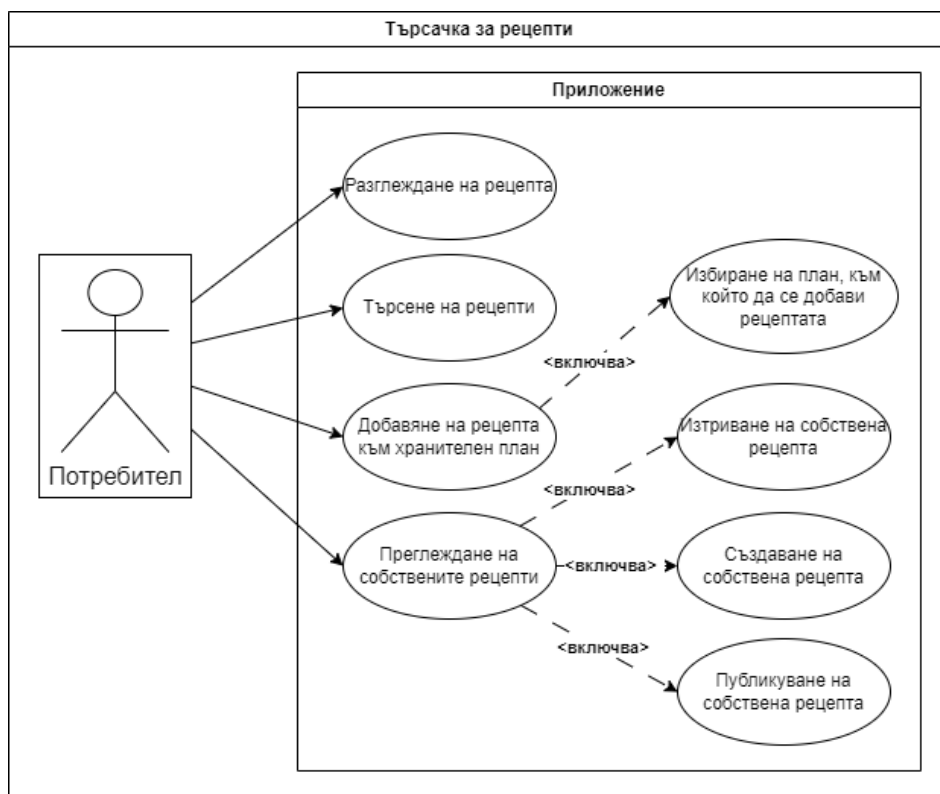 Търсачка за рецепти
Приложение
Разглеждане на рецепта
Търсене на рецепти
Избиране на план, към
който да се добави
рецептата
<включва>
Добавяне на рецепта
към хранителен план
Изтриване на собствена
рецепта
Потребител
<включва>
Преглеждане на
собствените рецепти
<включва>
Създаване на
собствена рецепта
<включва>
Публикуване на
собствена рецепта